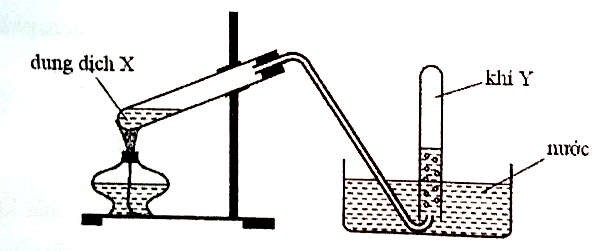 dung dịch X
khí Y
nước